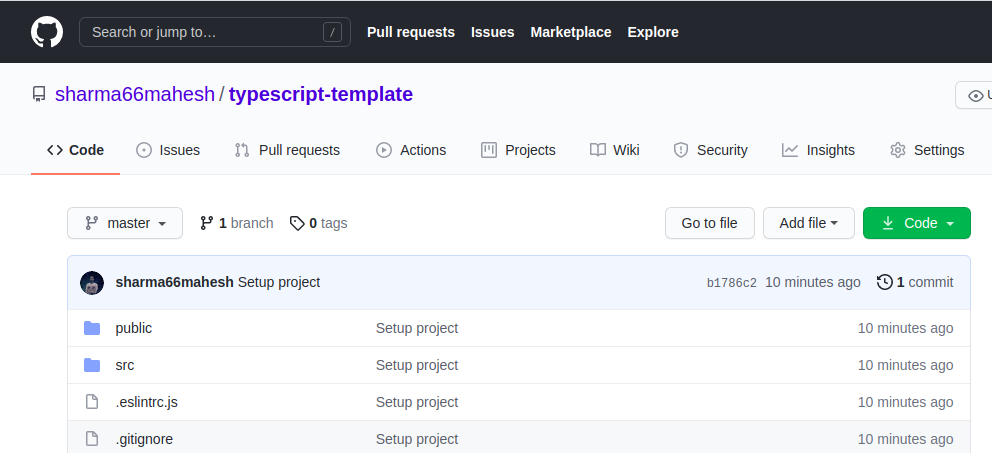 Search or jump to… / Pull requests Issues Marketplace Explore
sharma66mahesh / typescript-template
Code Issues Pull requests Actions Projects Wiki Security Insights Settings
master 1 branch 0 tags Go to file Add file Code
sharma66mahesh Setup project b1786c2 10 minutes ago 1 commit
public Setup project 10 minutes ago
src Setup project 10 minutes ago
.eslintrc.js Setup project 10 minutes ago
.gitignore Setup project 10 minutes ago